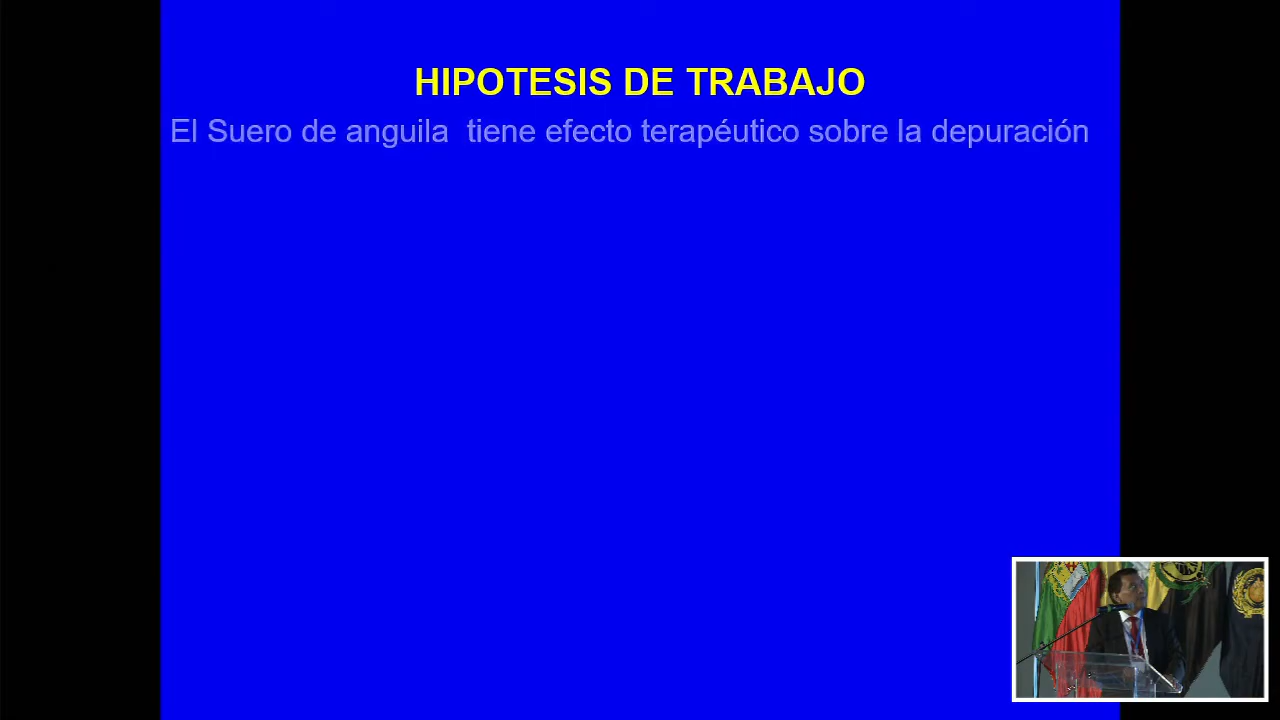 HIPOTESIS DE TRABAJO
El Suero de anguila  tiene efecto terapéutico sobre la depuración